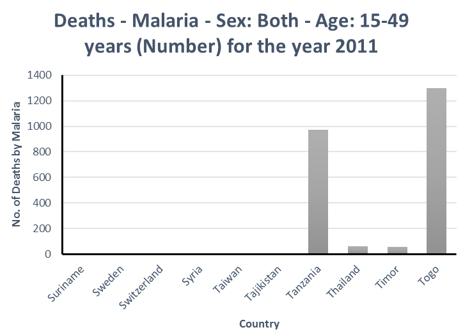 Deaths - Malaria - Sex: Both - Age: 15-49
years (Number) for the year 2011
No. of Deaths by Malaria
1400
1200
1000
800
600
400
200
0
Suriname
Sweden
Switzerland
Syria
Taiwan
Tajikistan
Tanzania
Thailand
Timor
Togo
Country